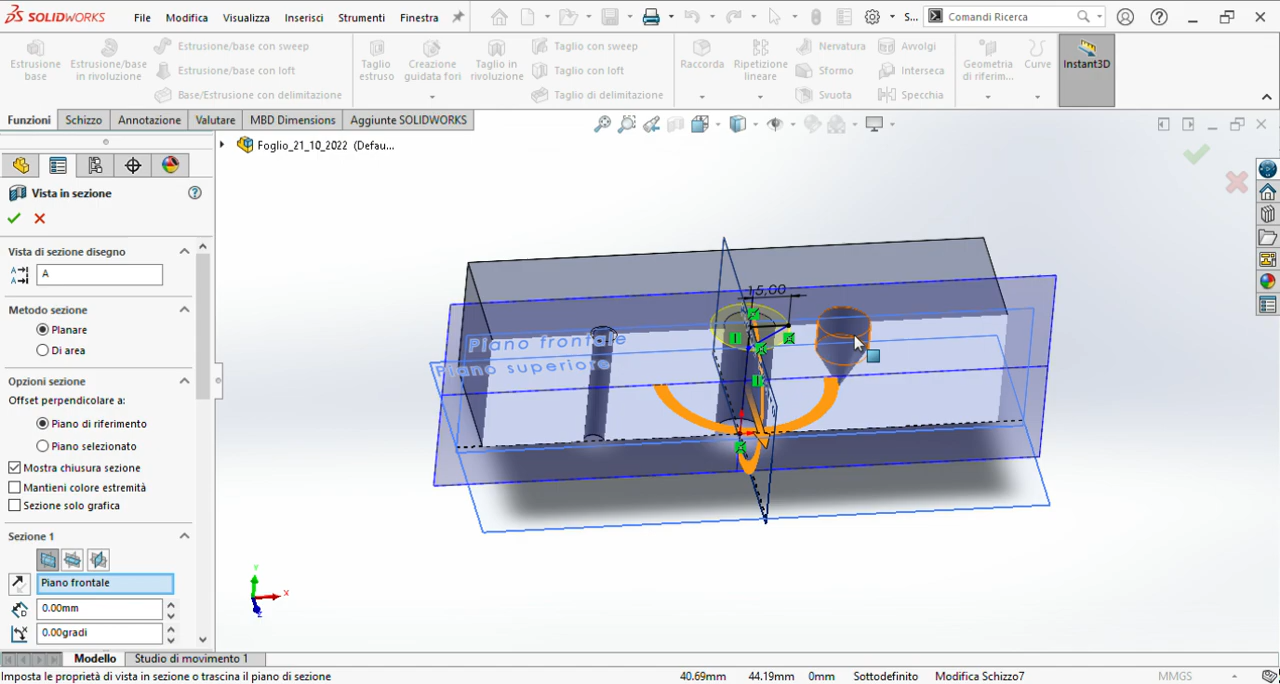 SOLIDWORKS File Modifica Visualizza Inserisci Strumenti Finestra S... Comandi Ricerca
Estrusione base
Estrusione/base in rivoluzione
Estrusione/base con sweep
Estrusione/base con loft
Base/Estrusione con delimitazione
Taglio estruso
Creazione guidata fori
Taglio in rivoluzione
Taglio con sweep
Taglio con loft
Taglio di delimitazione
Raccorda
Ripetizione lineare
Nervatura
Sformo
Svuota
Avvolgi
Interseca
Specchia
Geometria di riferim...
Curve
Instant3D
Funzioni Schizzo Annotazione Valutare MBD Dimensions Aggiunte SOLIDWORKS
Foglio_21_10_2022 (Defau...
Vista in sezione
Vista di sezione disegno
A
Metodo sezione
Planare
Di area
Opzioni sezione
Offset perpendicolare a:
Piano di riferimento
Piano selezionato
Mostra chiusura sezione
Mantieni colore estremità
Sezione solo grafica
Sezione 1
Piano frontale
0.00mm
0.00gradi
15,00
Piano frontale
Piano superiore
Y
X
Z
Modello Studio di movimento 1
Imposta le proprietà di vista in sezione o trascina il piano di sezione 40.69mm 44.19mm 0mm Sottodefinito Modifica Schizzo7 MMGS